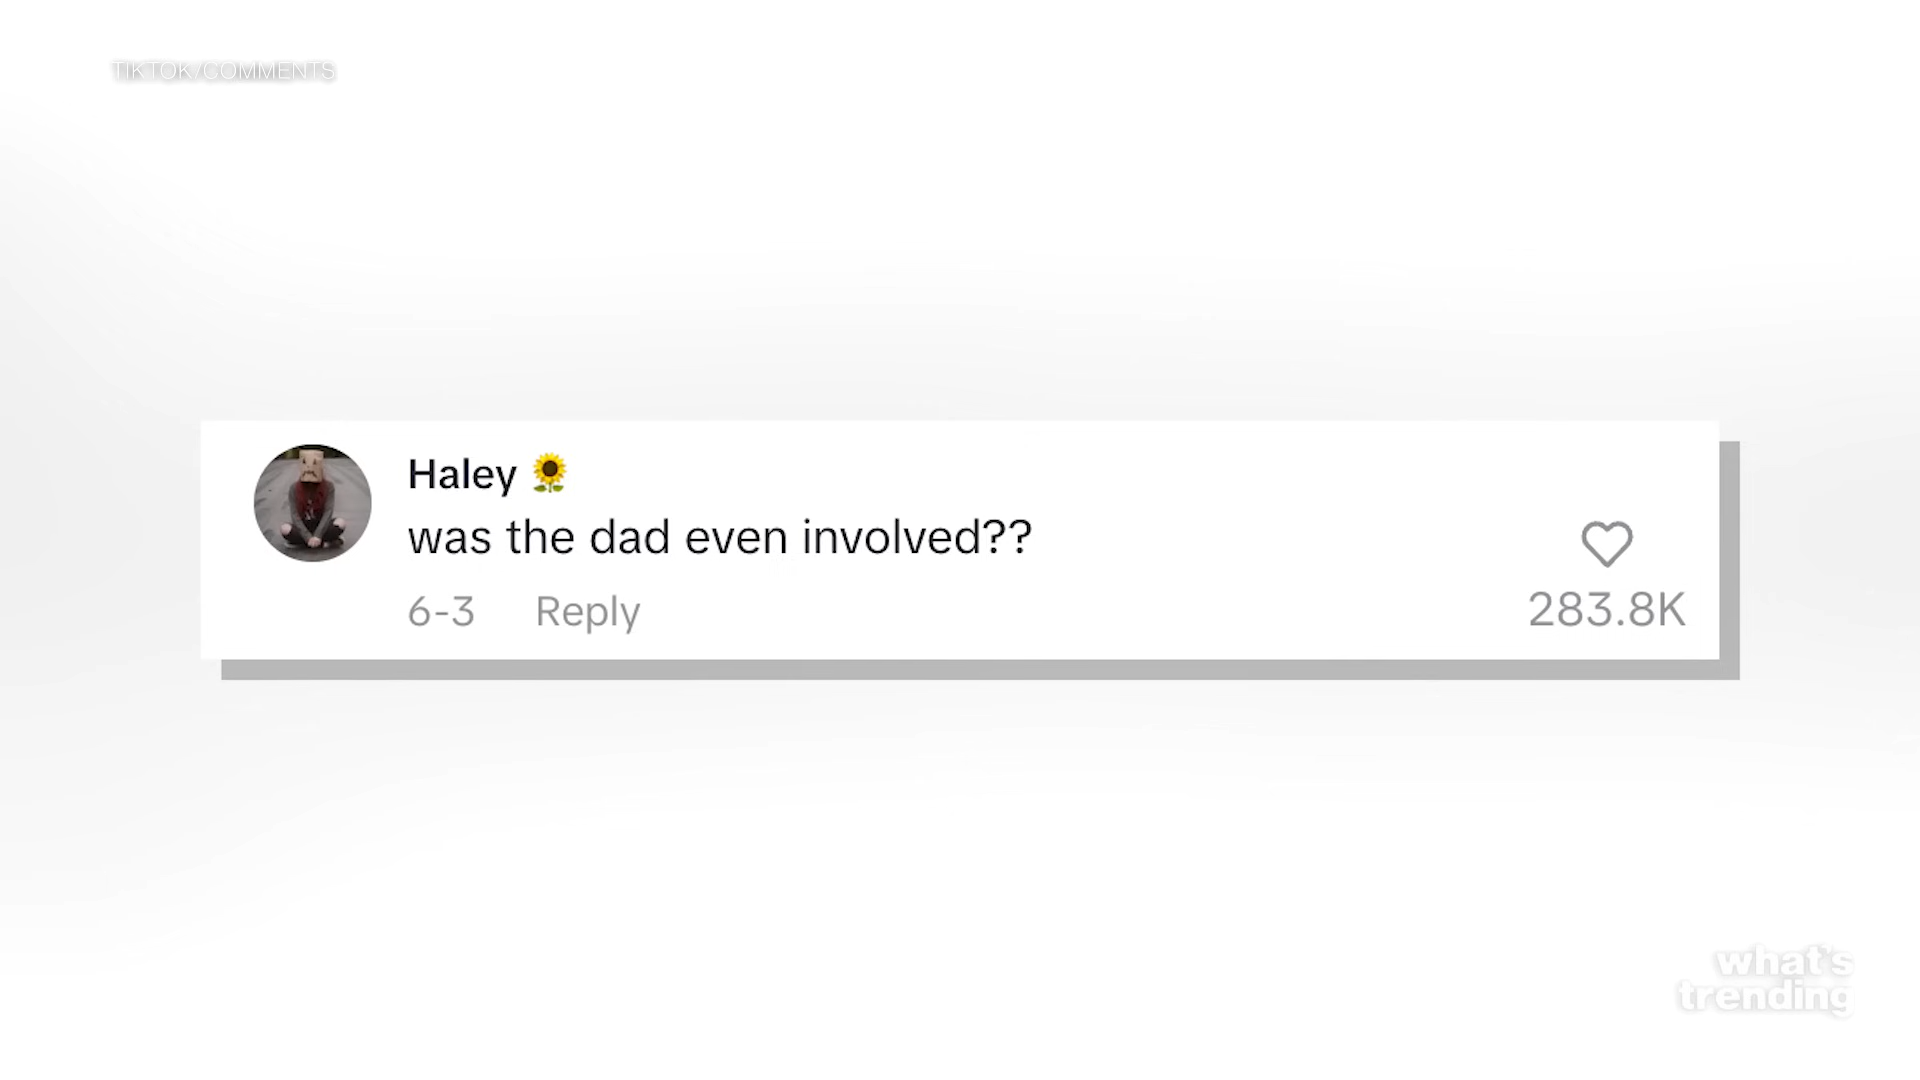 TIKTOK/COMMENTS
Haley 🌻
was the dad even involved??
6-3 Reply
283.8K
what's
trending